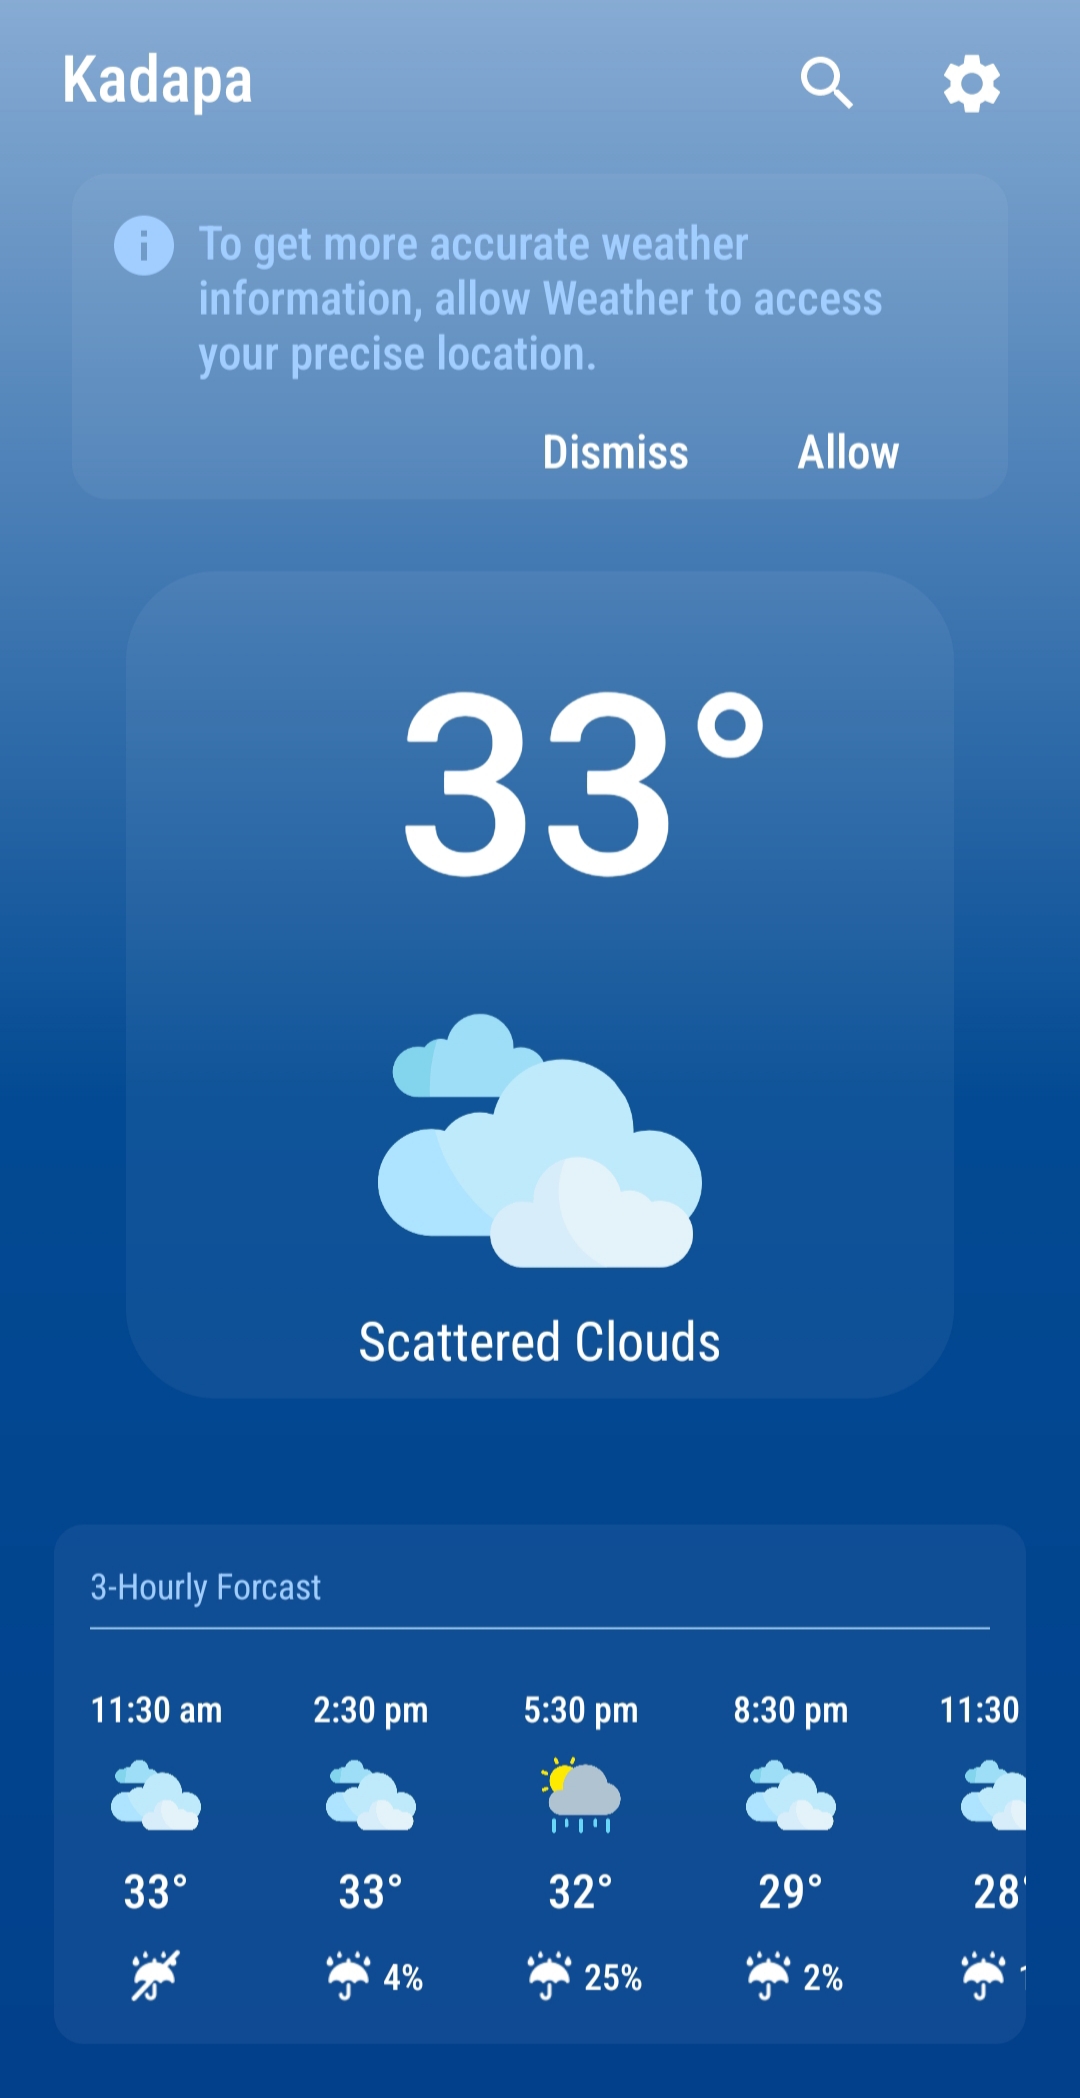 Kadapa
To get more accurate weather
information, allow Weather to access
your precise location.
Dismiss Allow
33°
Scattered Clouds
3-Hourly Forcast
11:30 am 2:30 pm 5:30 pm 8:30 pm 11:30
33° 33° 32° 29° 28°
4% 25% 2%